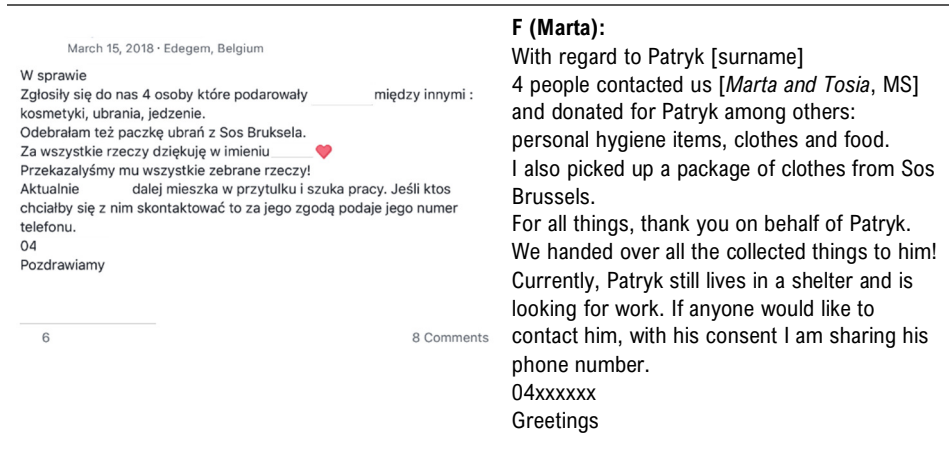 March 15, 2018 · Edegem, Belgium
W sprawie
Zgłosiły się do nas 4 osoby które podarowały między innymi :
kosmetyki, ubrania, jedzenie.
Odebrałam też paczkę ubrań z Sos Bruksela.
Za wszystkie rzeczy dziękuję w imieniu ❤️
Przekazalyśmy mu wszystkie zebrane rzeczy!
Aktualnie dalej mieszka w przytulku i szuka pracy. Jeśli ktos
chciałby się z nim skontaktować to za jego zgodą podaje jego numer
telefonu.
04
Pozdrawiamy
6 8 Comments
F (Marta):
With regard to Patryk [surname]
4 people contacted us [Marta and Tosia, MS]
and donated for Patryk among others:
personal hygiene items, clothes and food.
I also picked up a package of clothes from Sos
Brussels.
For all things, thank you on behalf of Patryk.
We handed over all the collected things to him!
Currently, Patryk still lives in a shelter and is
looking for work. If anyone would like to
contact him, with his consent I am sharing his
phone number.
04xxxxxx
Greetings